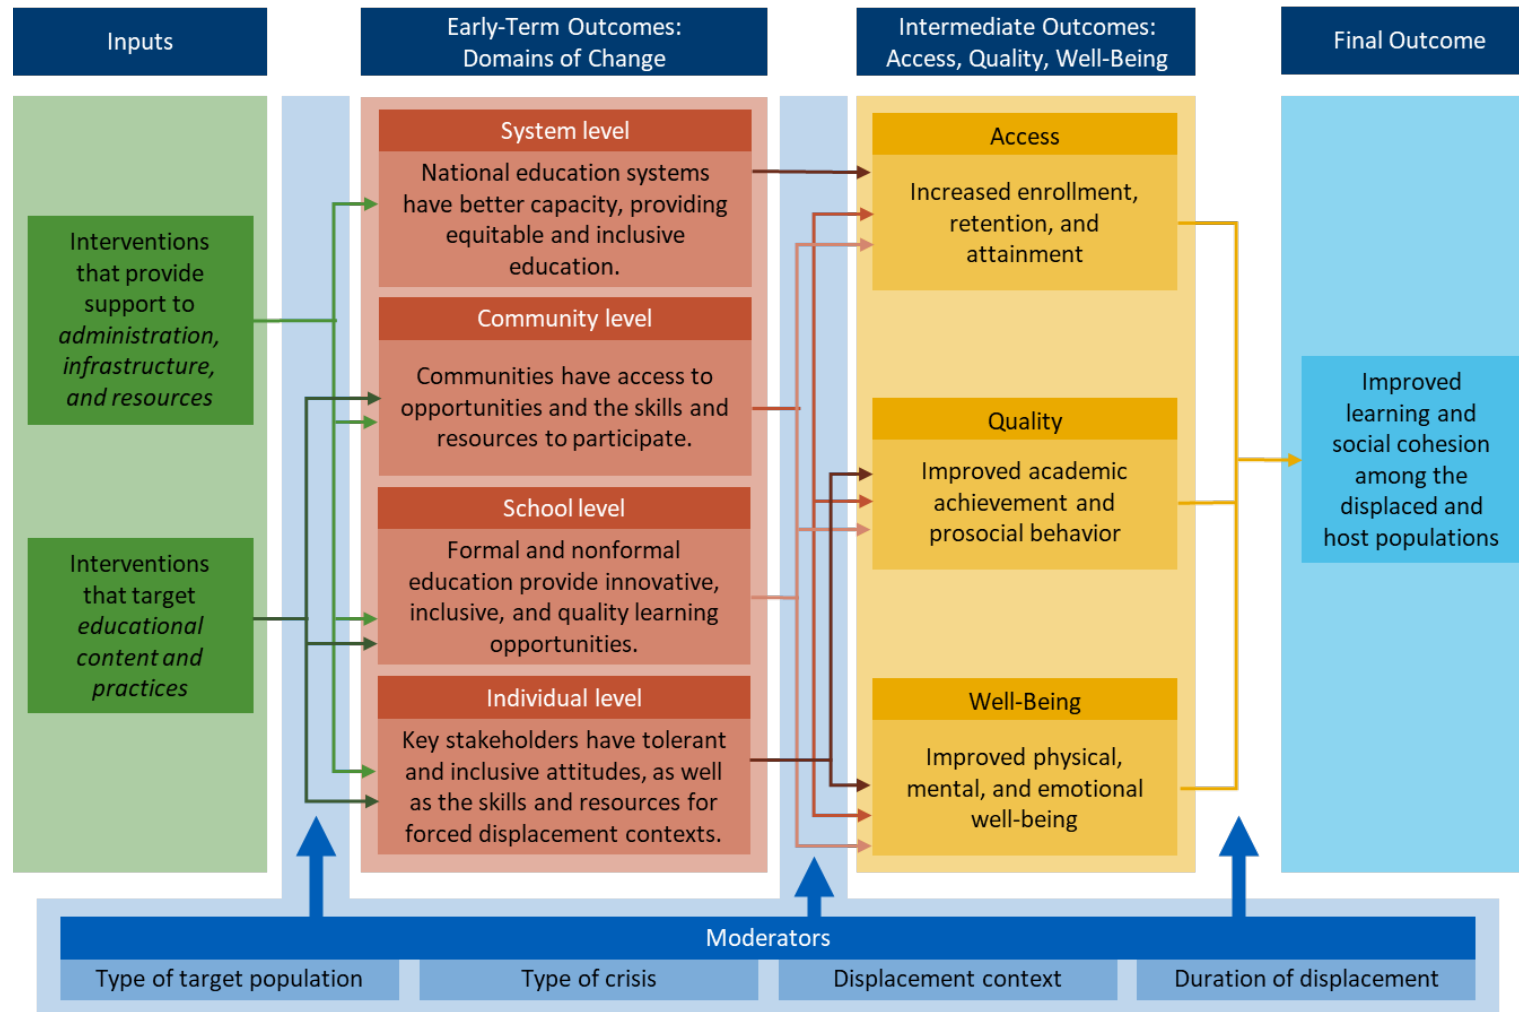 Inputs
Early-Term Outcomes:
Domains of Change
Intermediate Outcomes:
Access, Quality, Well-Being
Final Outcome
Interventions
that provide
support to
administration,
infrastructure,
and resources
Interventions
that target
educational
content and
practices
System level
National education systems
have better capacity, providing
equitable and inclusive
education.
Community level
Communities have access to
opportunities and the skills and
resources to participate.
School level
Formal and nonformal
education provide innovative,
inclusive, and quality learning
opportunities.
Individual level
Key stakeholders have tolerant
and inclusive attitudes, as well
as the skills and resources for
forced displacement contexts.
Access
Increased enrollment,
retention, and
attainment
Quality
Improved academic
achievement and
prosocial behavior
Well-Being
Improved physical,
mental, and emotional
well-being
Improved
learning and
social cohesion
among the
displaced and
host populations
Moderators
Type of target population
Type of crisis
Displacement context
Duration of displacement